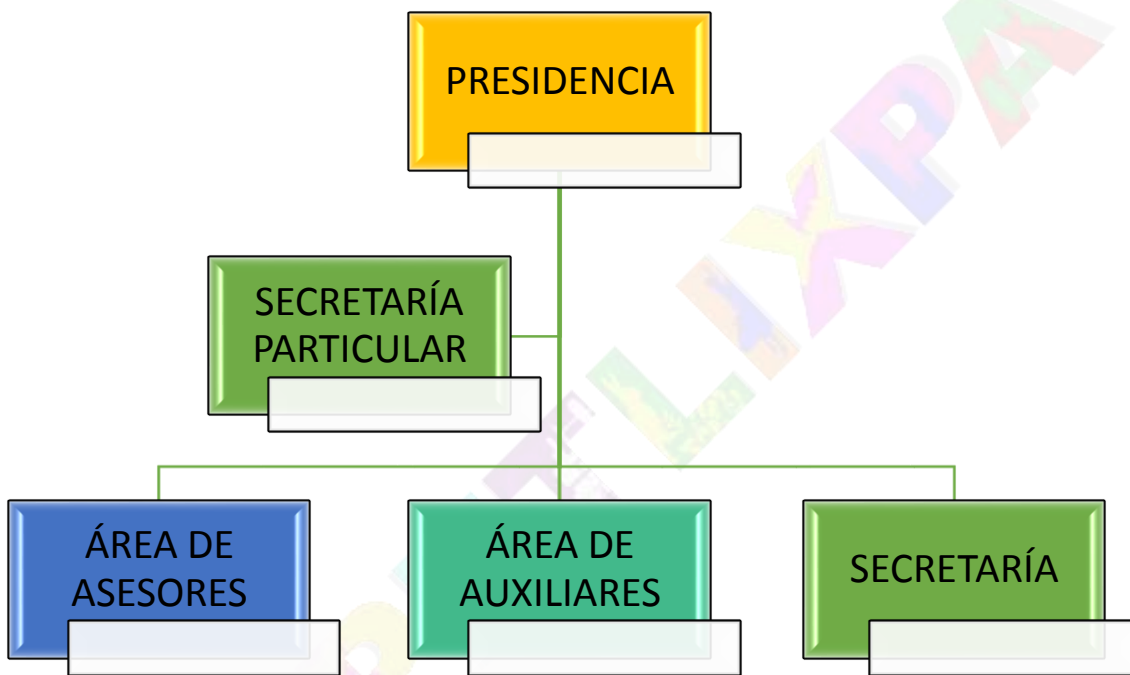 PRESIDENCIA
SECRETARÍA
PARTICULAR
ÁREA DE
ASESORES
ÁREA DE
AUXILIARES
SECRETARÍA